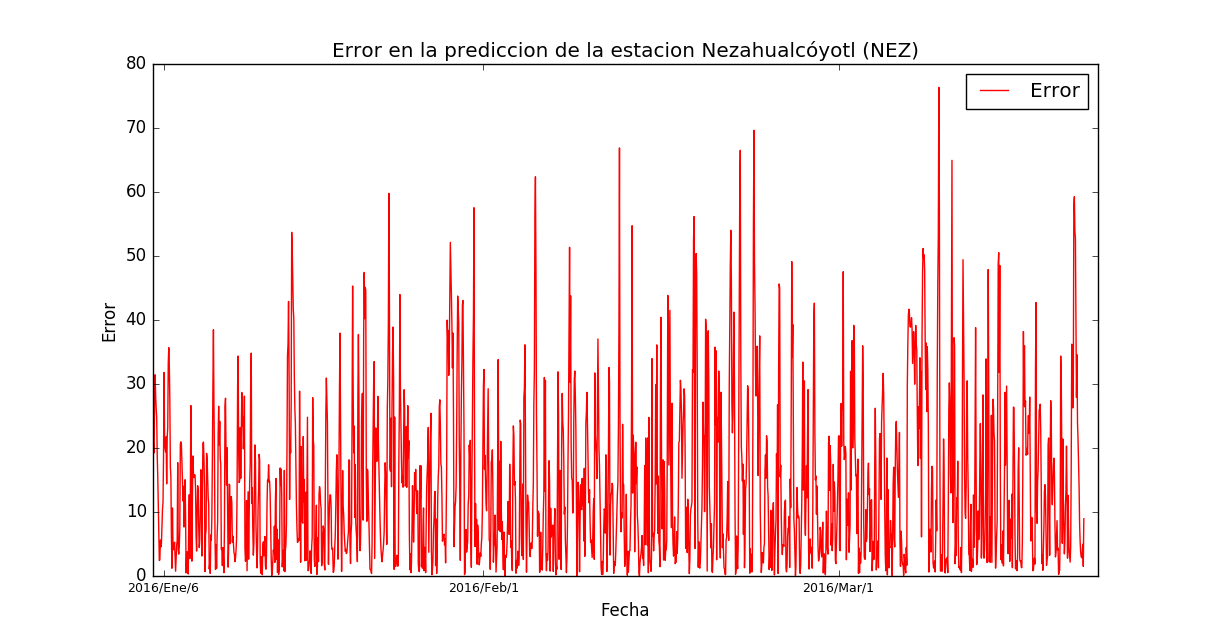 Error en la prediccion de la estacion Nezahualcóyotl (NEZ)
Error
80
70
60
50
40
30
20
10
0
Error
2016/Ene/6
2016/Feb/1
2016/Mar/1
Fecha